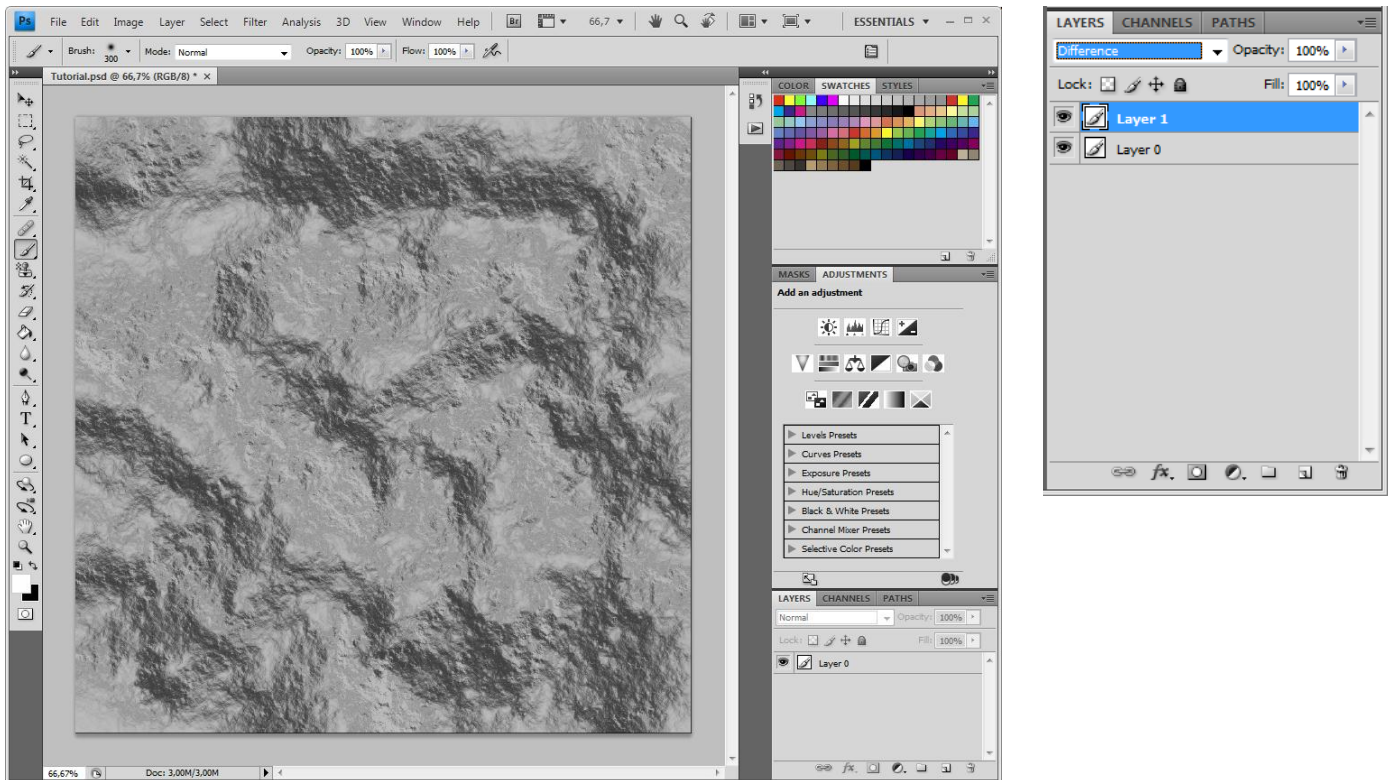 Ps File Edit Image Layer Select Filter Analysis 3D View Window Help Br 66,7 ESSENTIALS
Brush: 300 Mode: Normal Opacity: 100% Flow: 100%
Tutorial.psd @ 66,7% (RGB/8) * ×
COLOR SWATCHES STYLES
MASKS ADJUSTMENTS
Add an adjustment
Levels Presets
Curves Presets
Exposure Presets
Hue/Saturation Presets
Black & White Presets
Channel Mixer Presets
Selective Color Presets
LAYERS CHANNELS PATHS
Normal Opacity: 100%
Lock: Fill: 100%
Layer 0
66,67% Doc: 3,00M/3,00M
LAYERS CHANNELS PATHS
Difference Opacity: 100%
Lock: Fill: 100%
Layer 1
Layer 0